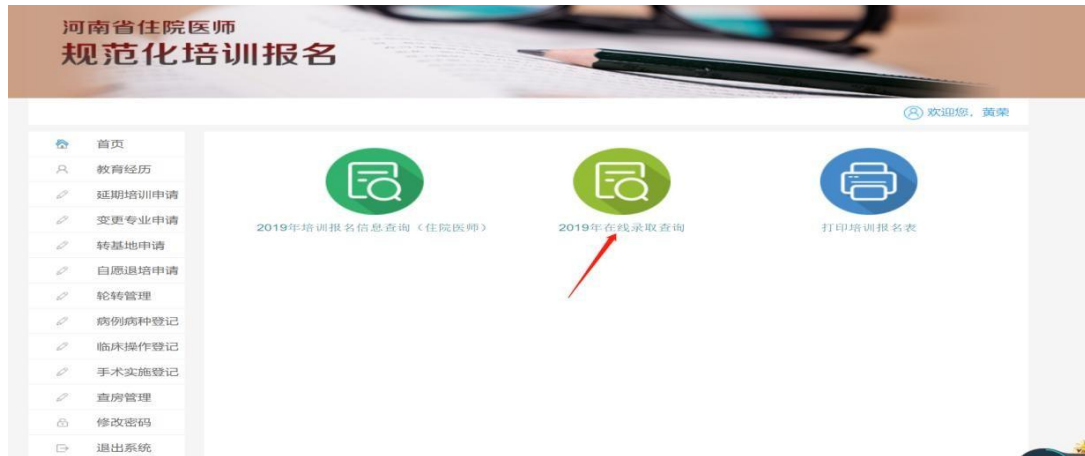 河南省住院医师
规范化培训报名
欢迎您，黄荣
首页
教育经历
延期培训申请
变更专业申请
转基地申请
自愿退培申请
轮转管理
病例病种登记
临床操作登记
手术实施登记
查房管理
修改密码
退出系统
2019年培训报名信息查询（住院医师）
2019年在线录取查询
打印培训报名表